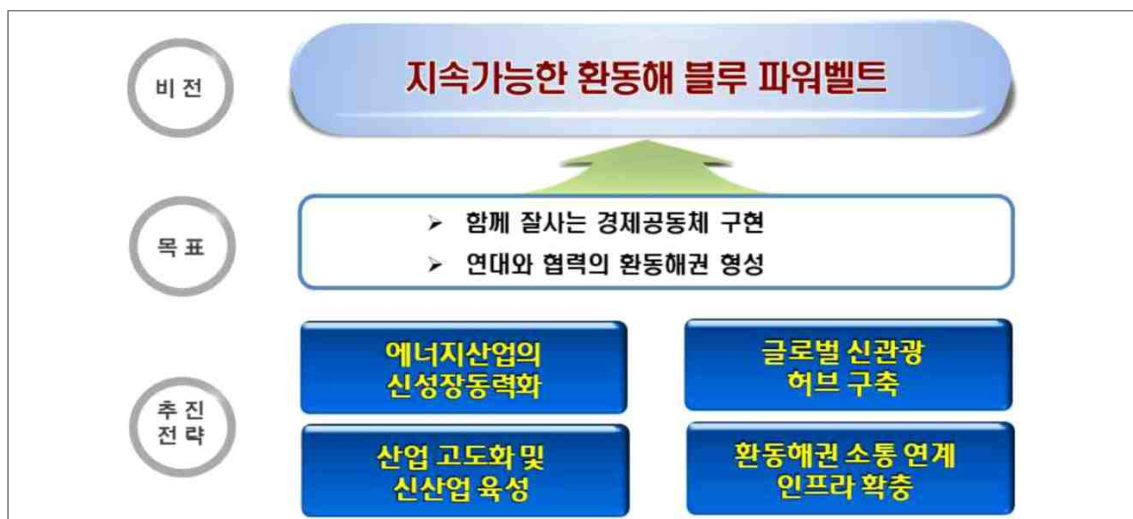 비 전
지속가능한 환동해 블루 파워벨트
목 표
➢ 함께 잘사는 경제공동체 구현
➢ 연대와 협력의 환동해권 형성
추 진
전 략
에너지산업의
신성장동력화
글로벌 신관광
허브 구축
산업 고도화 및
신산업 육성
환동해권 소통 연계
인프라 확충